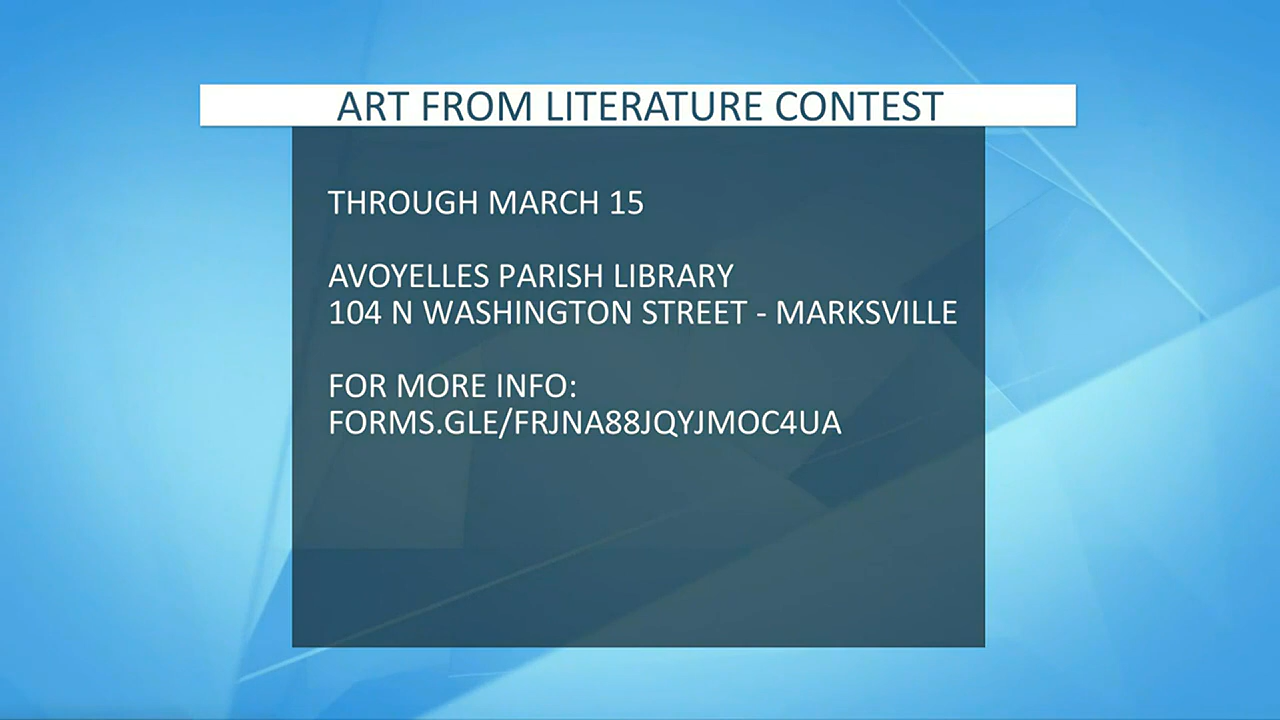 ART FROM LITERATURE CONTEST
THROUGH MARCH 15
AVOYELLES PARISH LIBRARY
104 N WASHINGTON STREET - MARKSVILLE
FOR MORE INFO:
FORMS.GLE/FRJNA88JQYJMOC4UA